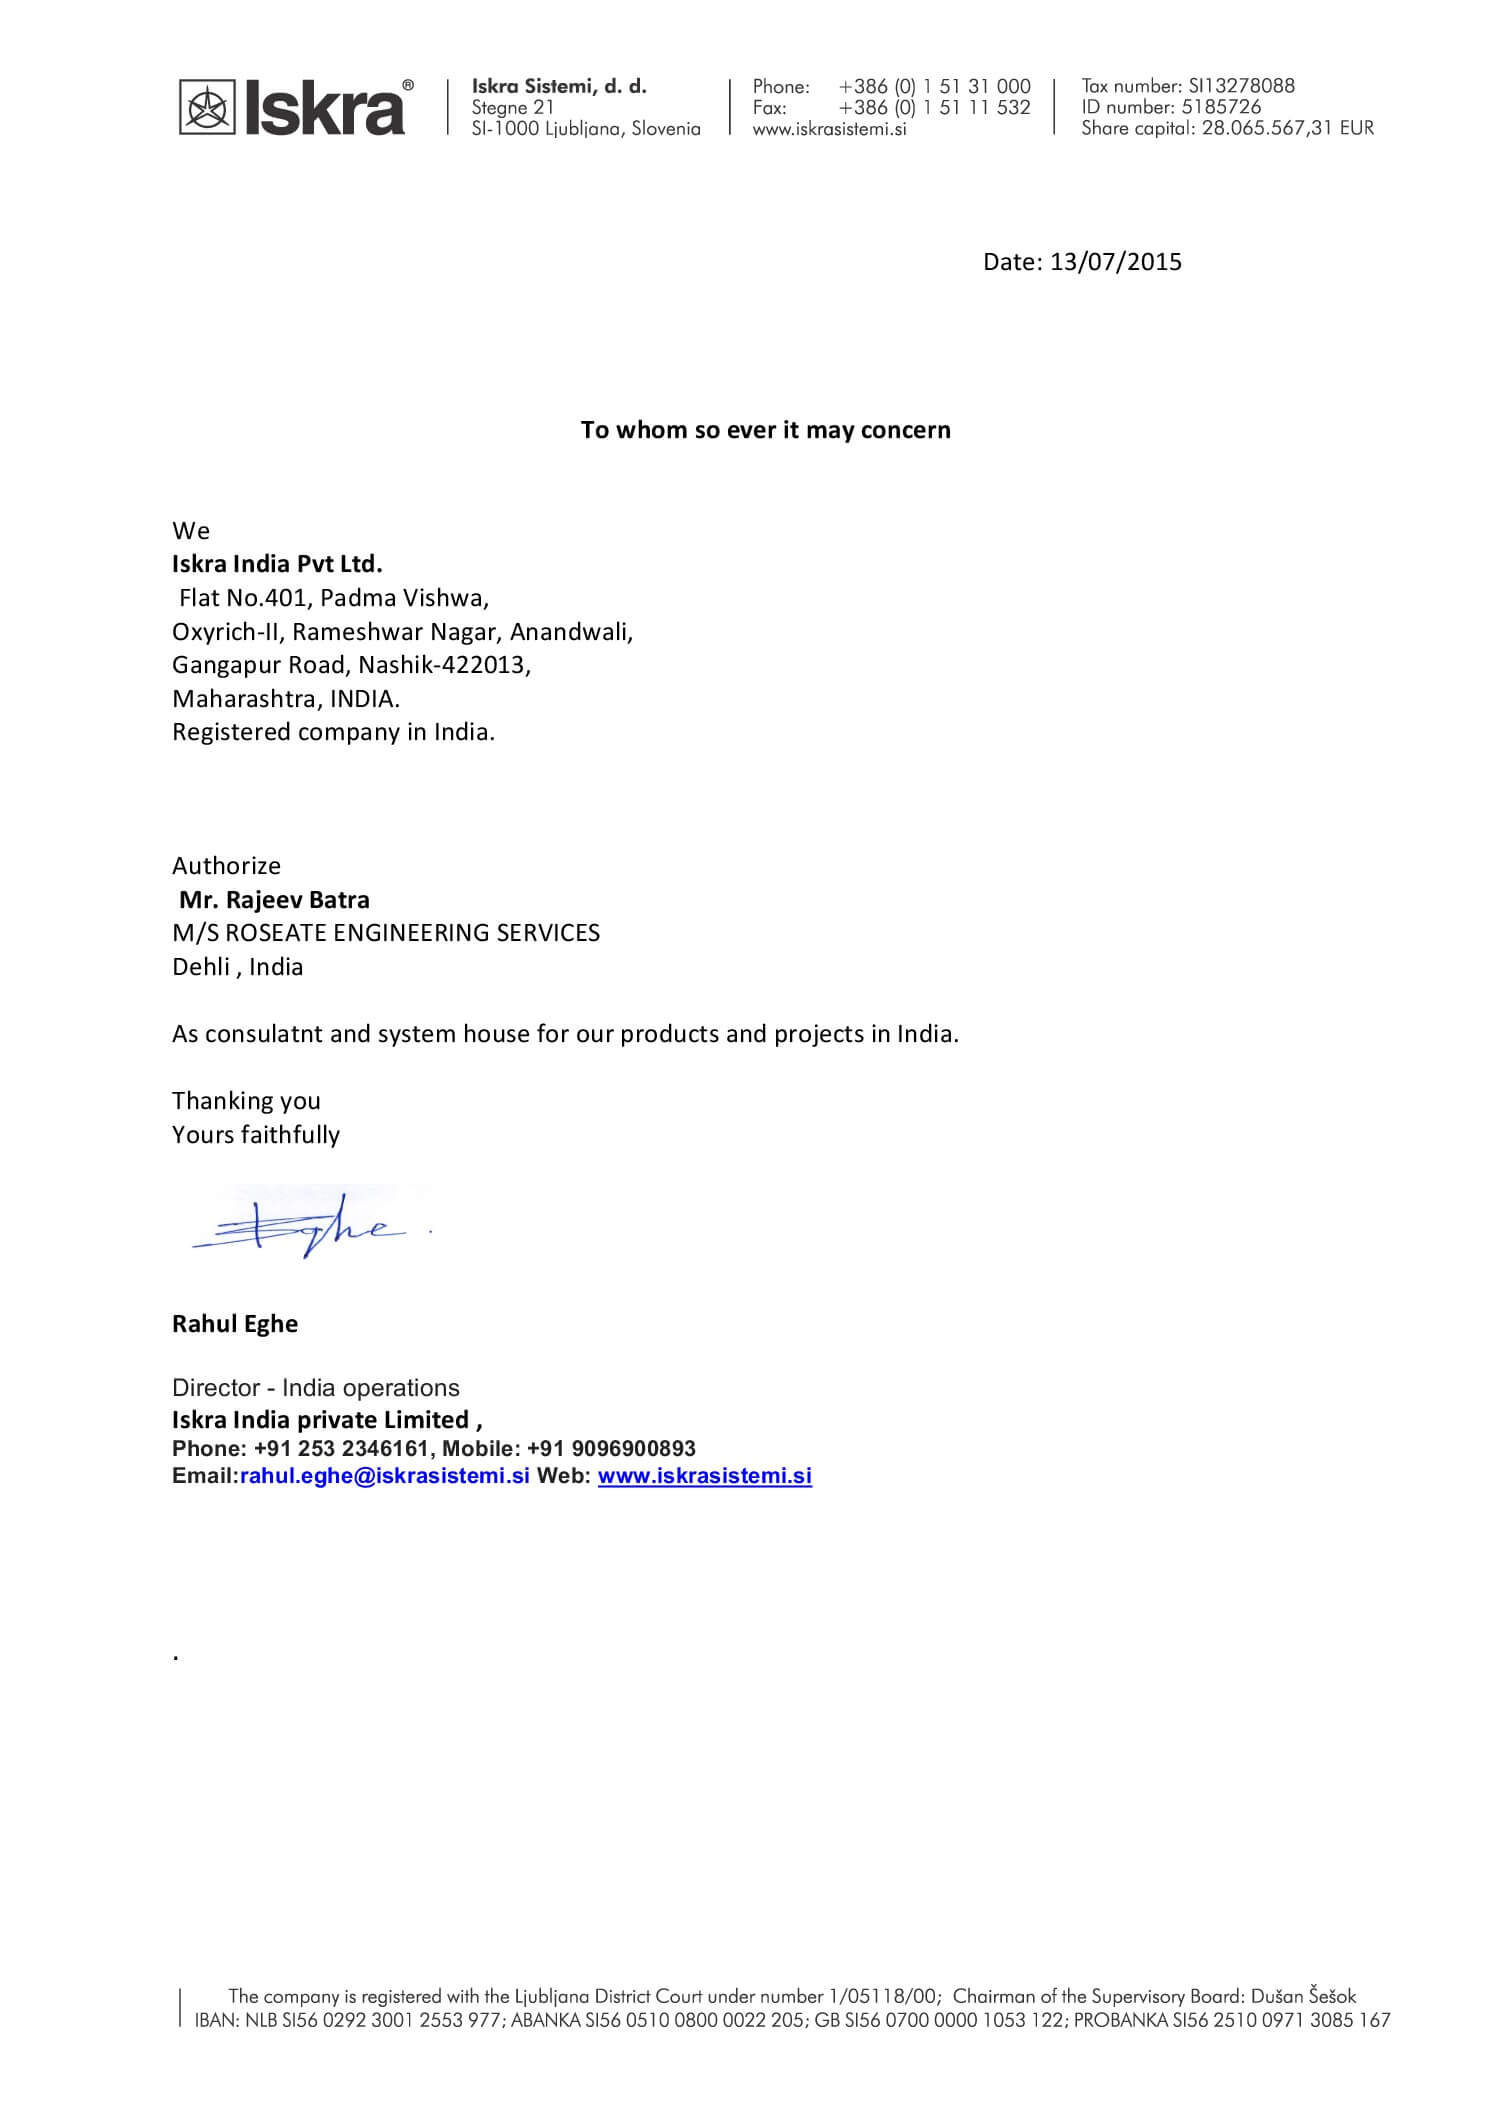 Iskra®
Iskra Sistemi, d. d.
Stegne 21
SI-1000 Ljubljana, Slovenia
Phone: +386 (0) 1 51 31 000
Fax: +386 (0) 1 51 11 532
www.iskrasistemi.si
Tax number: SI13278088
ID number: 5185726
Share capital: 28.065.567,31 EUR
Date: 13/07/2015
To whom so ever it may concern
We
Iskra India Pvt Ltd.
Flat No.401, Padma Vishwa,
Oxyrich-II, Rameshwar Nagar, Anandwali,
Gangapur Road, Nashik-422013,
Maharashtra, INDIA.
Registered company in India.
Authorize
Mr. Rajeev Batra
M/S ROSEATE ENGINEERING SERVICES
Dehli , India
As consulatnt and system house for our products and projects in India.
Thanking you
Yours faithfully
Eghe .
Rahul Eghe
Director - India operations
Iskra India private Limited ,
Phone: +91 253 2346161, Mobile: +91 9096900893
Email:rahul.eghe@iskrasistemi.si Web: www.iskrasistemi.si
.
The company is registered with the Ljubljana District Court under number 1/05118/00; Chairman of the Supervisory Board: Dušan Šešok
IBAN: NLB SI56 0292 3001 2553 977; ABANKA SI56 0510 0800 0022 205; GB SI56 0700 0000 1053 122; PROBANKA SI56 2510 0971 3085 167